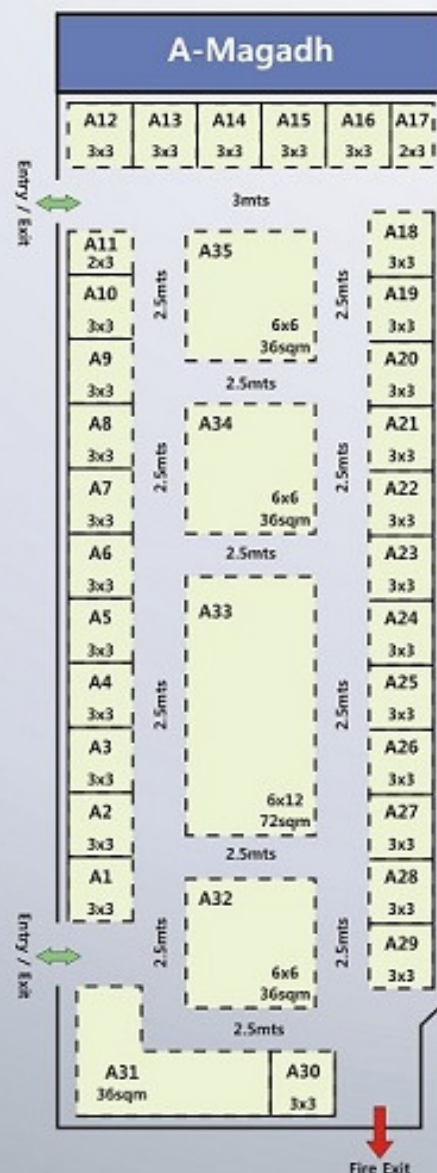 A-Magadh
A12 A13 A14 A15 A16 A17
3x3 3x3 3x3 3x3 3x3 2x3
Entry / Exit
3mts
A11
2x3
A10
3x3
A9
3x3
A8
3x3
A7
3x3
A6
3x3
A5
3x3
A4
3x3
A3
3x3
A2
3x3
A1
3x3
Entry / Exit
2.5mts
2.5mts
2.5mts
2.5mts
A35
6x6
36sqm
2.5mts
A34
6x6
36sqm
2.5mts
A33
6x12
72sqm
2.5mts
A32
6x6
36sqm
2.5mts
2.5mts
2.5mts
2.5mts
2.5mts
A18
3x3
A19
3x3
A20
3x3
A21
3x3
A22
3x3
A23
3x3
A24
3x3
A25
3x3
A26
3x3
A27
3x3
A28
3x3
A29
3x3
A31
36sqm
A30
3x3
Fire Exit